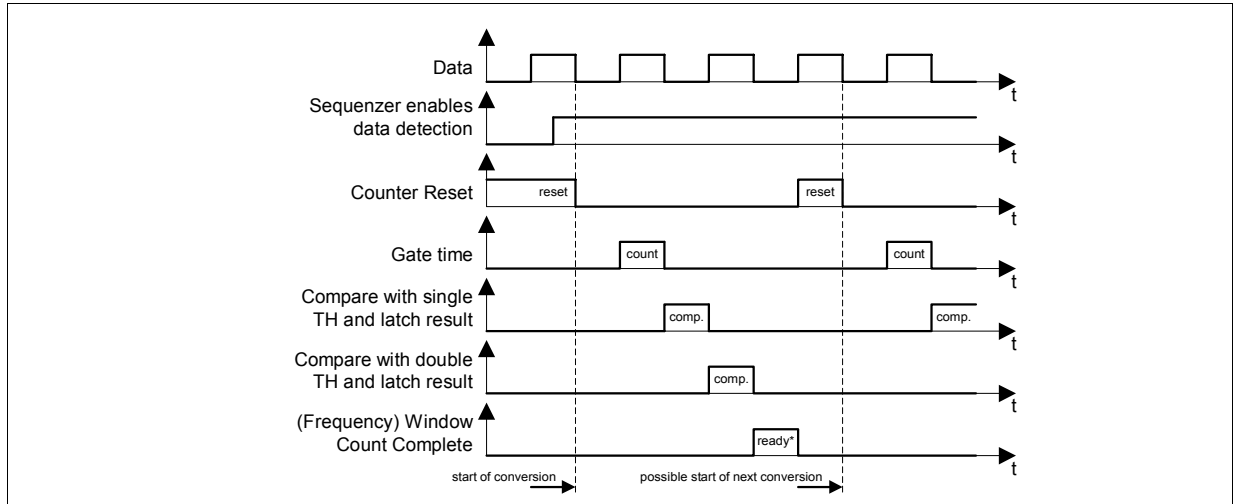 Data
t
Sequenzer enables
data detection
t
Counter Reset
reset
reset
t
Gate time
count
count
t
Compare with single
TH and latch result
comp.
comp.
t
Compare with double
TH and latch result
comp.
t
(Frequency) Window
Count Complete
ready*
t
start of conversion
possible start of next conversion